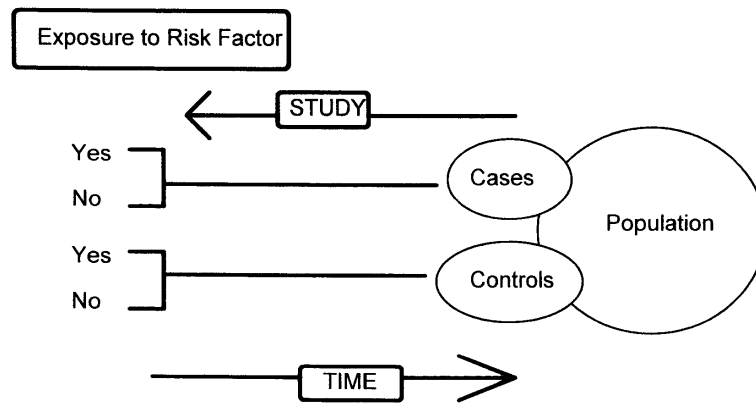 Exposure to Risk Factor
STUDY
Yes
No
Cases
Population
Yes
No
Controls
TIME